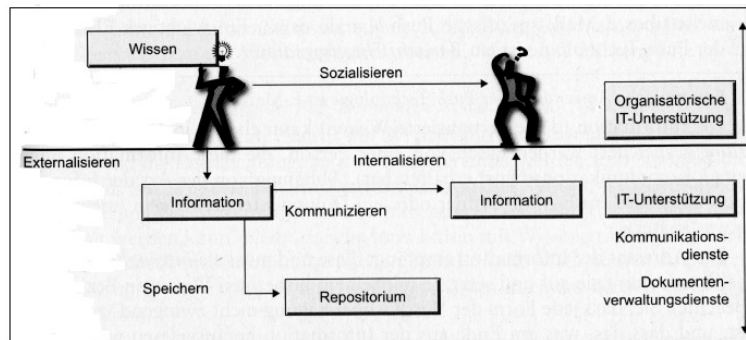 Wissen
Sozialisieren
Organisatorische
IT-Unterstützung
Externalisieren
Internalisieren
Information
Kommunizieren
Information
IT-Unterstützung
Kommunikations-
dienste
Speichern
Repositorium
Dokumenten-
verwaltungsdienste